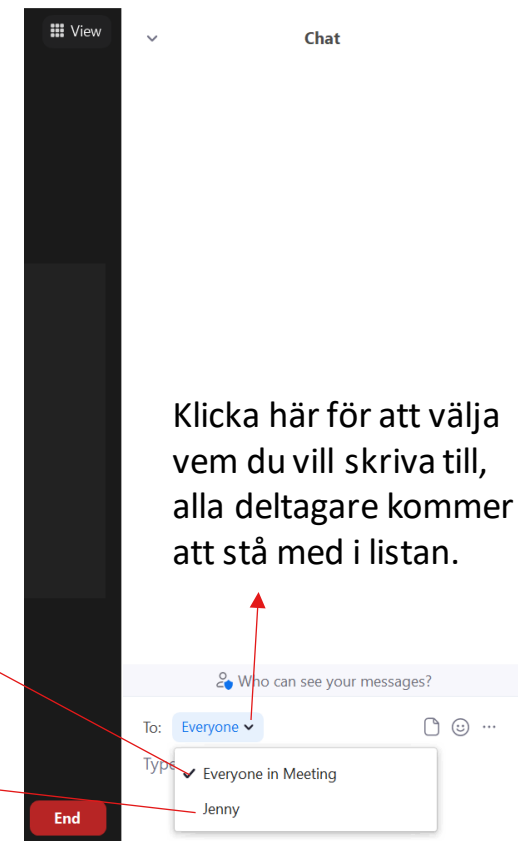 View
Chat
Klicka här för att välja
vem du vill skriva till,
alla deltagare kommer
att stå med i listan.
Who can see your messages?
To: Everyone
Type
Everyone in Meeting
Jenny
End